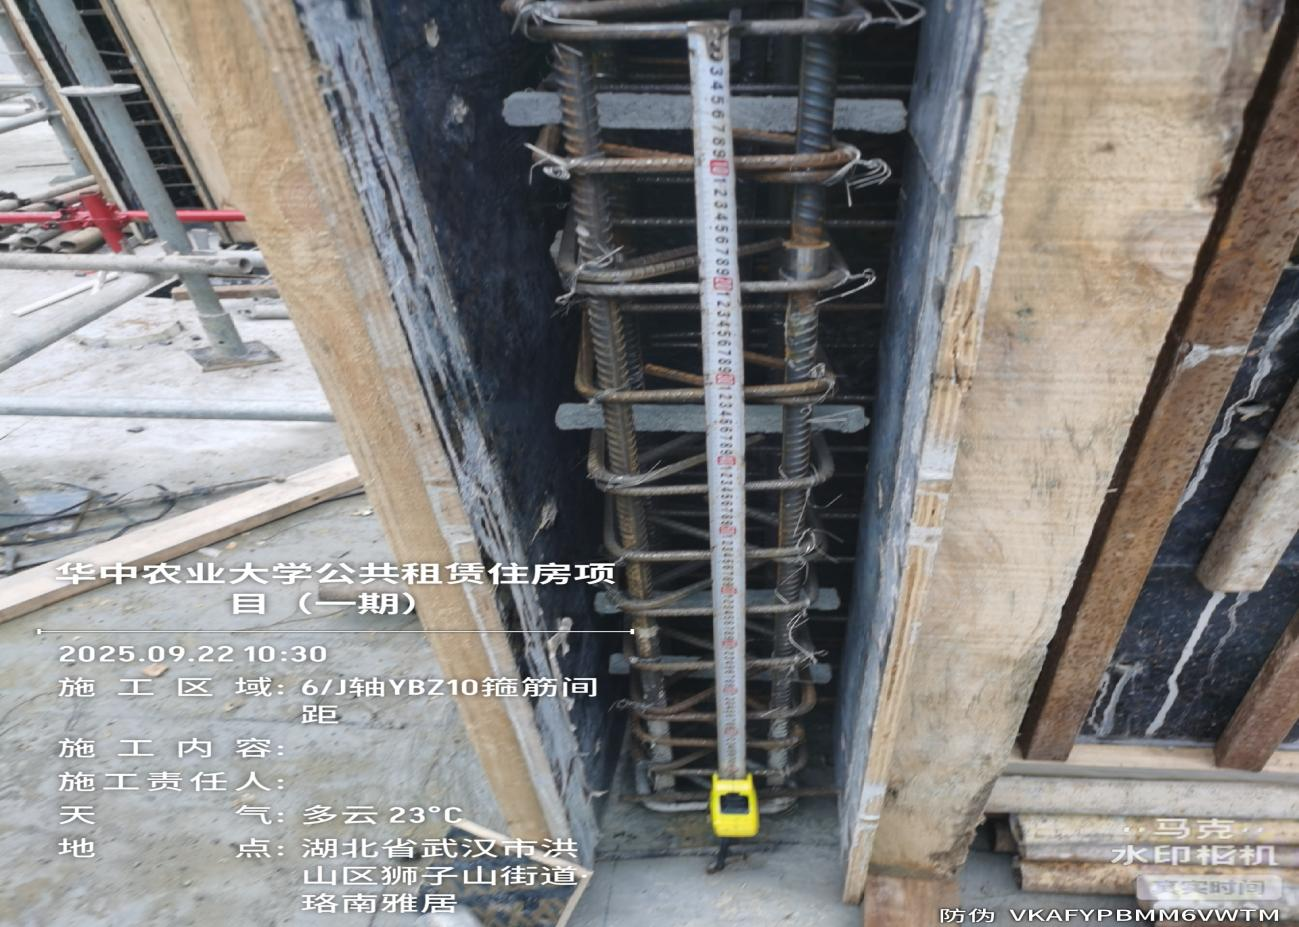 华中农业大学公共租赁住房项
目（一期）
2025.09.22 10:30
施工区域：6/J轴YBZ10箍筋间
距
施工内容：
施工责任人：
天气：多云 23℃
地点：湖北省武汉市洪
山区狮子山街道·
珞南雅居
马克
水印相机
真实时间
防伪 VKAFYPBMM6VWTM